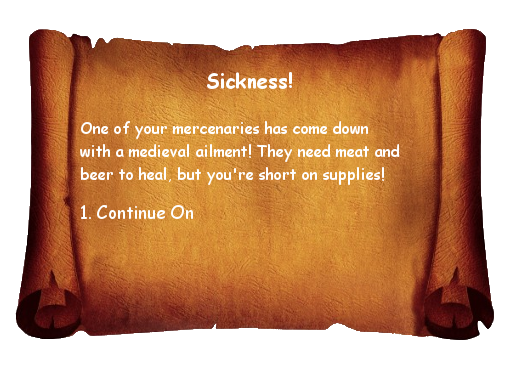 Sickness!
One of your mercenaries has come down
with a medieval ailment! They need meat and
beer to heal, but you're short on supplies!
1. Continue On